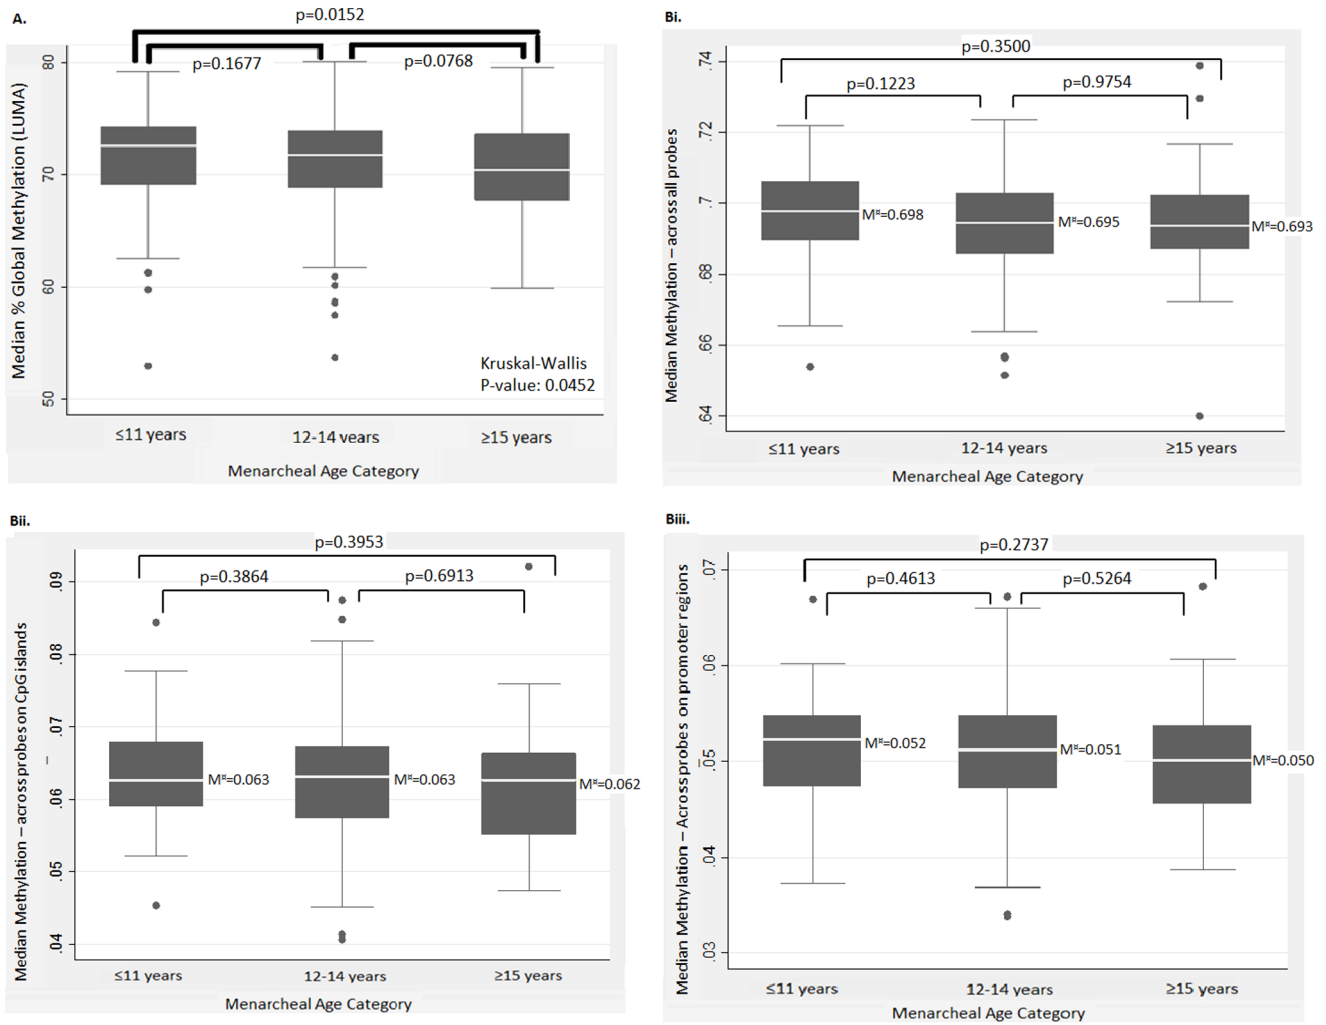 A.
p=0.0152
p=0.1677
p=0.0768
Median % Global Methylation (LUMA)
80
70
60
50
Kruskal-Wallis
P-value: 0.0452
≤11 years
12-14 years
≥15 years
Menarcheal Age Category
Bi.
p=0.3500
p=0.1223
p=0.9754
Median Methylation – across all probes
.74
.72
.7
.68
.66
.64
M¤=0.698
M¤=0.695
M¤=0.693
≤11 years
12-14 years
≥15 years
Menarcheal Age Category
Bii.
p=0.3953
p=0.3864
p=0.6913
Median Methylation – across probes on CpG islands
.09
.08
.07
.06
.05
.04
M¤=0.063
M¤=0.063
M¤=0.062
≤11 years
12-14 years
≥15 years
Menarcheal Age Category
Biii.
p=0.2737
p=0.4613
p=0.5264
Median Methylation – Across probes on promoter regions
.07
.06
.05
.04
.03
M¤=0.052
M¤=0.051
M¤=0.050
≤11 years
12-14 years
≥15 years
Menarcheal Age Category